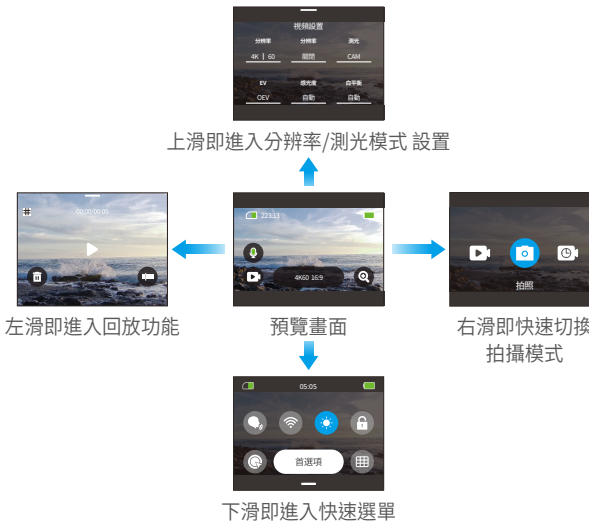 視頻設置
分辨率 分辨率 測光
4K | 60 關閉 CAM
EV 感光度 白平衡
OEV 自動 自動
上滑即進入分辨率/測光模式 設置
00:00/00:05
223:13
4K60 16:9
拍照
左滑即進入回放功能
預覽畫面
右滑即快速切換
拍攝模式
05:05
首選項
下滑即進入快速選單